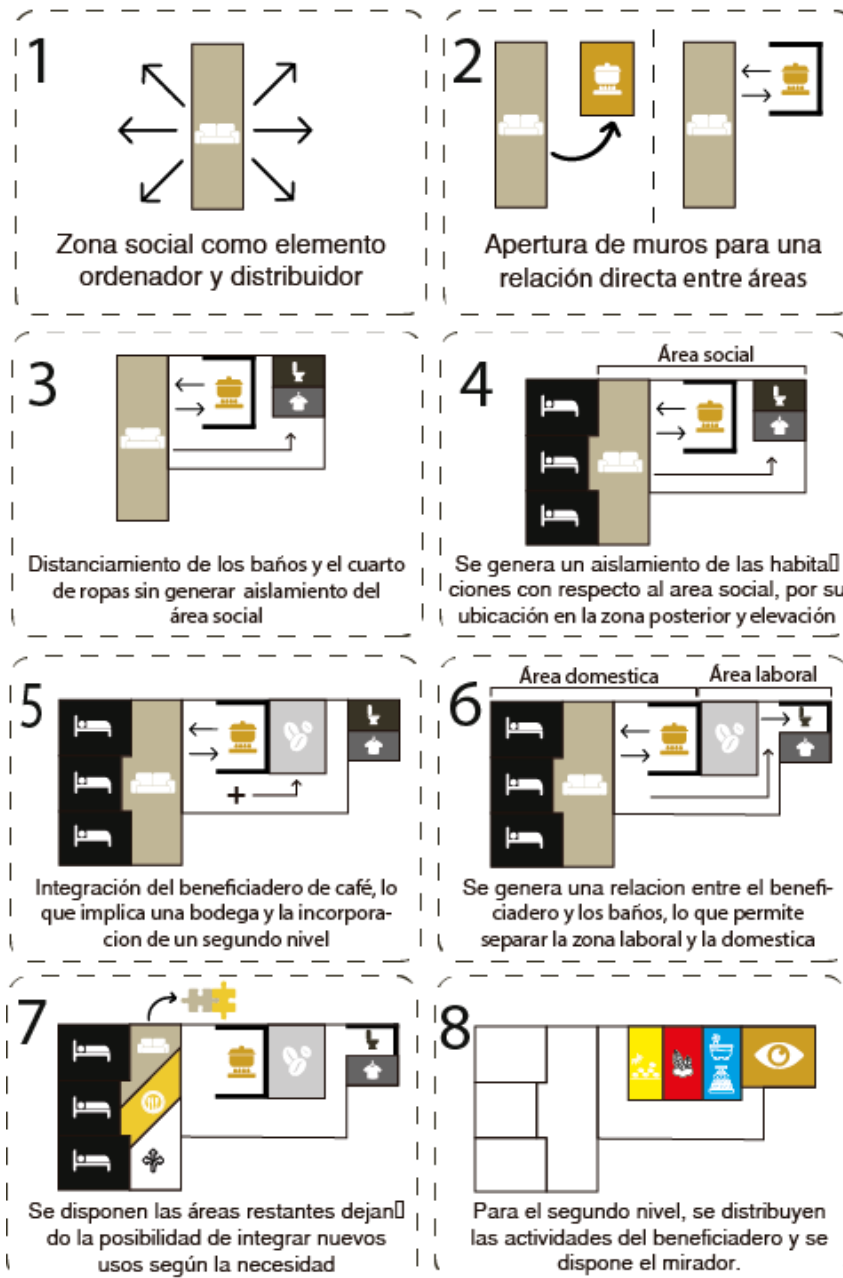 1
Zona social como elemento
ordenador y distribuidor
2
Apertura de muros para una
relación directa entre áreas
3
Distanciamiento de los baños y el cuarto
de ropas sin generar aislamiento del
área social
4
Área social
Se genera un aislamiento de las habita▯
ciones con respecto al area social, por su
ubicación en la zona posterior y elevación
5
+
Integración del beneficiadero de café, lo
que implica una bodega y la incorpora-
cion de un segundo nivel
6
Área domestica
Área laboral
Se genera una relacion entre el benefi-
ciadero y los baños, lo que permite
separar la zona laboral y la domestica
7
Se disponen las áreas restantes dejan▯
do la posibilidad de integrar nuevos
usos según la necesidad
8
Para el segundo nivel, se distribuyen
las actividades del beneficiadero y se
dispone el mirador.